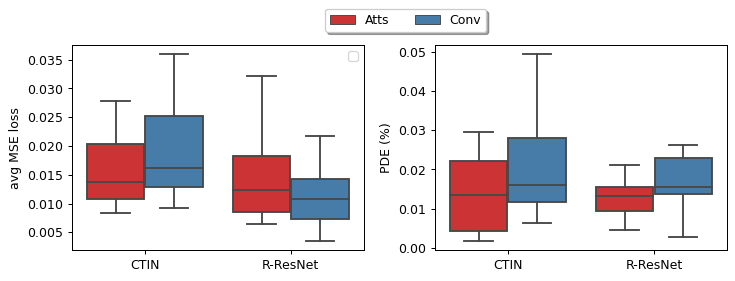 Atts Conv
avg MSE loss
0.035
0.030
0.025
0.020
0.015
0.010
0.005
CTIN R-ResNet
PDE (%)
0.05
0.04
0.03
0.02
0.01
0.00
CTIN R-ResNet